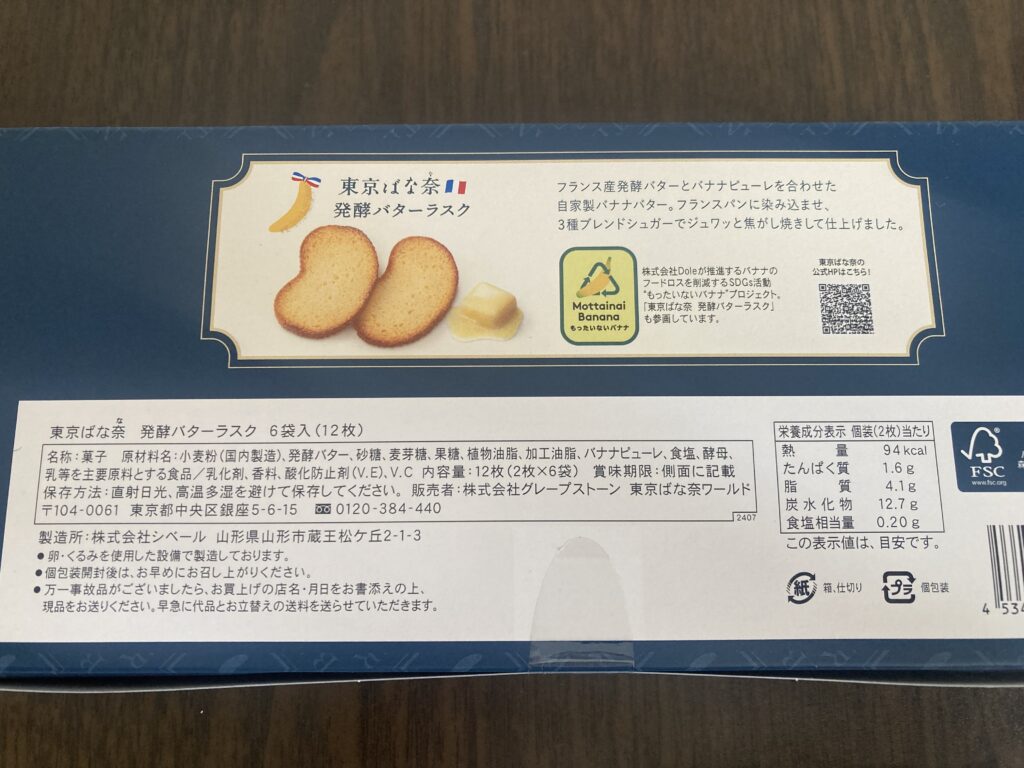 東京ばな奈
発酵バターラスク
フランス産発酵バターとバナナピューレを合わせた
自家製バナナバター。フランスパンに染み込ませ、
3種ブレンドシュガーでジュワッと焦がし焼きして仕上げました。
Mottainai
Banana
もったいないバナナ
株式会社Doleが推進するバナナの
フードロスを削減するSDGs活動
"もったいないバナナ"プロジェクト。
「東京ばな奈 発酵バターラスク」
も参画しています。
東京ばな奈の
公式HPはこちら!
東京ばな奈 発酵バターラスク 6袋入(12枚)
名称:菓子 原材料名:小麦粉(国内製造)、発酵バター、砂糖、麦芽糖、果糖、植物油脂、加工油脂、バナナピューレ、食塩、酵母、
乳等を主要原料とする食品/乳化剤、香料、酸化防止剤(V.E)、V.C 内容量:12枚(2枚×6袋) 賞味期限:側面に記載
保存方法:直射日光、高温多湿を避けて保存してください。 販売者:株式会社グレープストーン 東京ばな奈ワールド
〒104-0061 東京都中央区銀座5-6-15 0120-384-440
2407
製造所:株式会社シベール 山形県山形市蔵王松ケ丘2-1-3
●卵・くるみを使用した設備で製造しております。
●個包装開封後は、お早めにお召し上がりください。
●万一事故品がございましたら、お買上げの店名・月日をお書添えの上、
現品をお送りください。早急に代品とお立替えの送料を送らせていただきます。
栄養成分表示 個装(2枚)当たり
熱量 94kcal
たんぱく質 1.6g
脂質 4.1g
炭水化物 12.7g
食塩相当量 0.20g
この表示値は、目安です。
紙 箱、仕切り
プラ 個包装
FSC
www.fsc.org
4 534